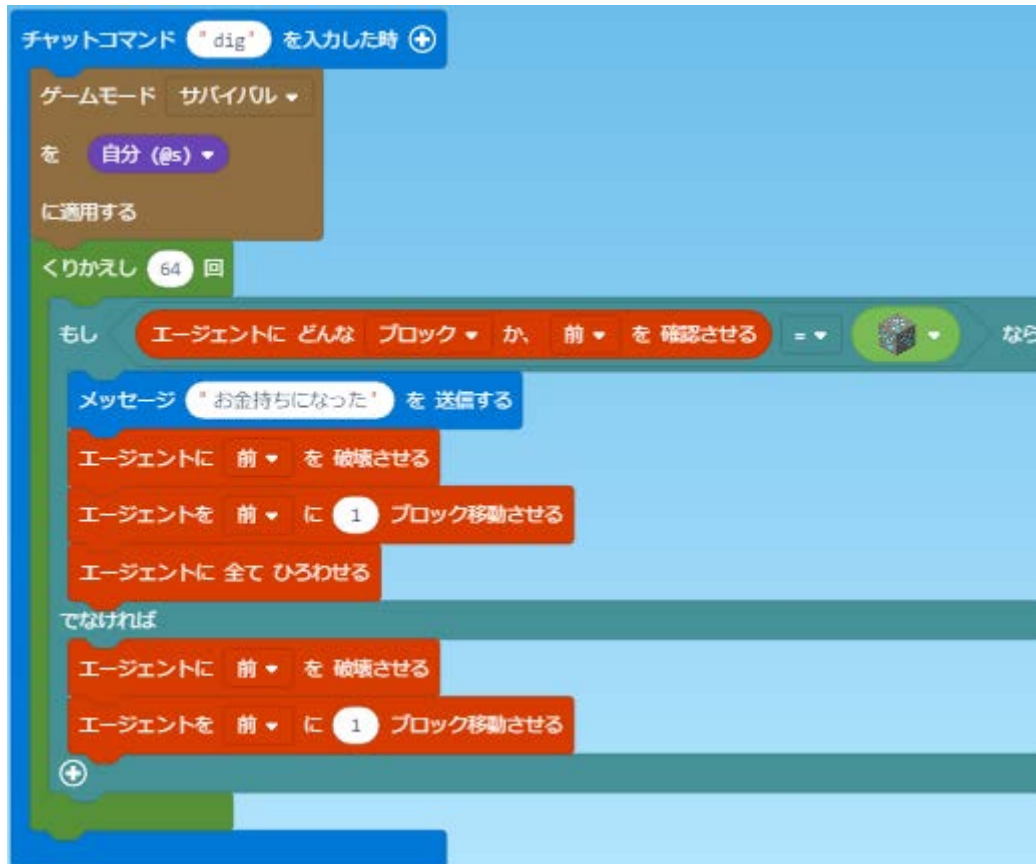 チャットコマンド "dig" を入力した時
ゲームモード サバイバル
を 自分 (@s)
に適用する
くりかえし 64 回
もし エージェントに どんな ブロック か、 前 を 確認させる = なら
メッセージ "お金持ちになった" を 送信する
エージェントに 前 を 破壊させる
エージェントを 前 に 1 ブロック移動させる
エージェントに 全て ひろわせる
でなければ
エージェントに 前 を 破壊させる
エージェントを 前 に 1 ブロック移動させる